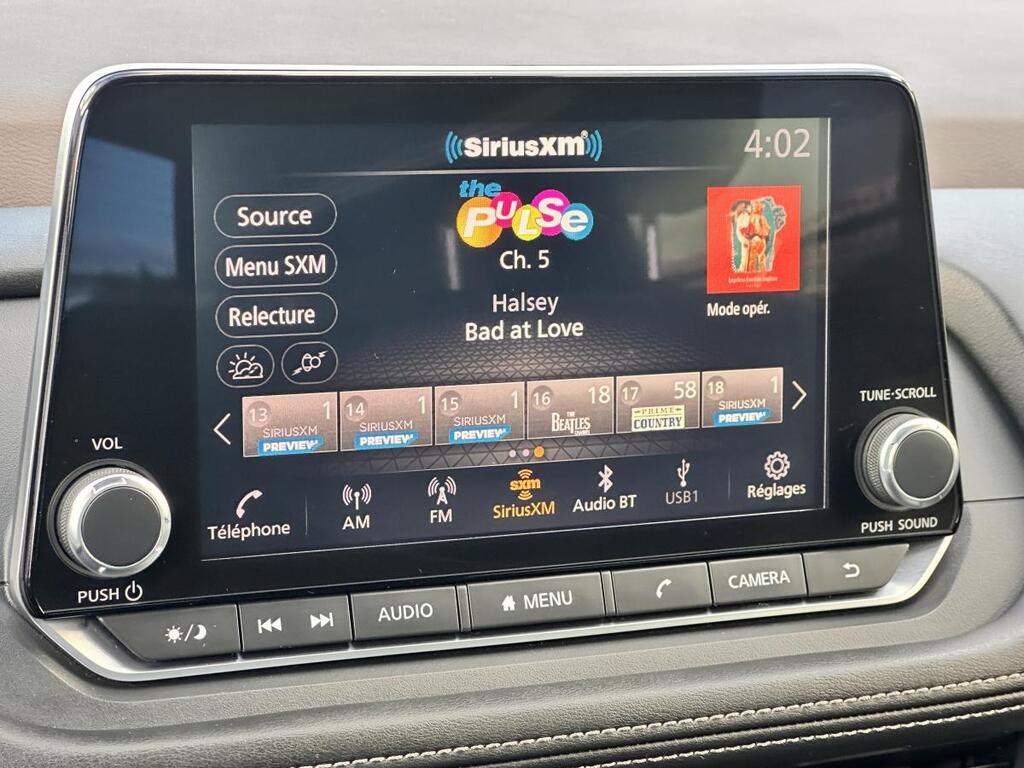 SiriusXM®
4:02
the
PULSE
Ch. 5
Source
Menu SXM
Relecture
Halsey
Bad at Love
Mode opér.
13 1
SIRIUSXM
PREVIEW
14 1
SIRIUSXM
PREVIEW
15 1
SIRIUSXM
PREVIEW
16 18
THE
BEATLES
17 58
PRIME
COUNTRY
18 1
SIRIUSXM
PREVIEW
Téléphone
AM
FM
sxm
SiriusXM
Audio BT
USB1
Réglages
VOL
PUSH
TUNE·SCROLL
PUSH SOUND
AUDIO
MENU
CAMERA